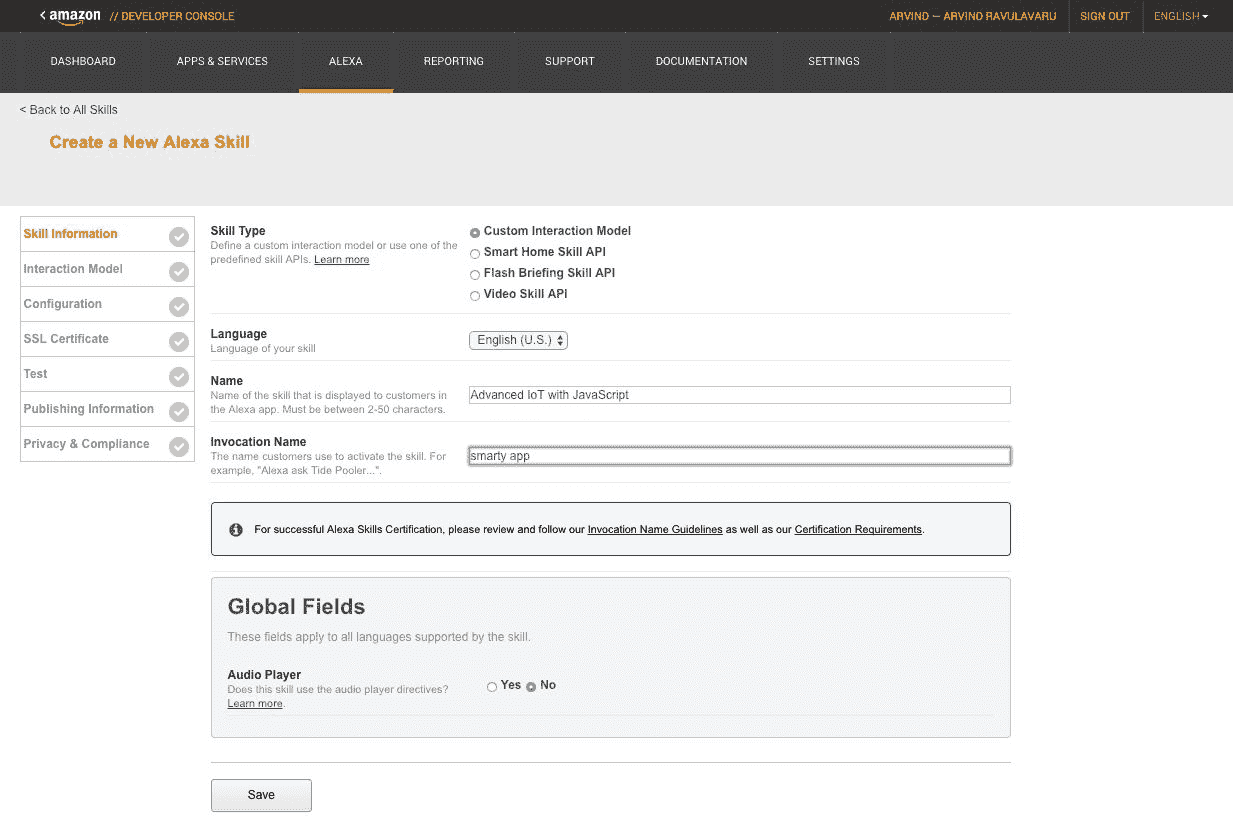 amazon // DEVELOPER CONSOLE
ARVIND — ARVIND RAVULAVARU SIGN OUT ENGLISH
DASHBOARD APPS & SERVICES ALEXA REPORTING SUPPORT DOCUMENTATION SETTINGS
< Back to All Skills
Create a New Alexa Skill
Skill Information
Interaction Model
Configuration
SSL Certificate
Test
Publishing Information
Privacy & Compliance
Skill Type
Define a custom interaction model or use one of the
predefined skill APIs. Learn more
Custom Interaction Model
Smart Home Skill API
Flash Briefing Skill API
Video Skill API
Language
Language of your skill
English (U.S.)
Name
Name of the skill that is displayed to customers in
the Alexa app. Must be between 2-50 characters.
Advanced IoT with JavaScript
Invocation Name
The name customers use to activate the skill. For
example, "Alexa ask Tide Pooler...".
smarty app
For successful Alexa Skills Certification, please review and follow our Invocation Name Guidelines as well as our Certification Requirements.
Global Fields
These fields apply to all languages supported by the skill.
Audio Player
Does this skill use the audio player directives?
Learn more.
Yes No
Save